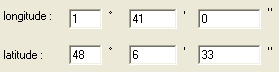 longitude : 1 ° 41 ' 0 "
latitude : 48 ° 6 ' 33 "